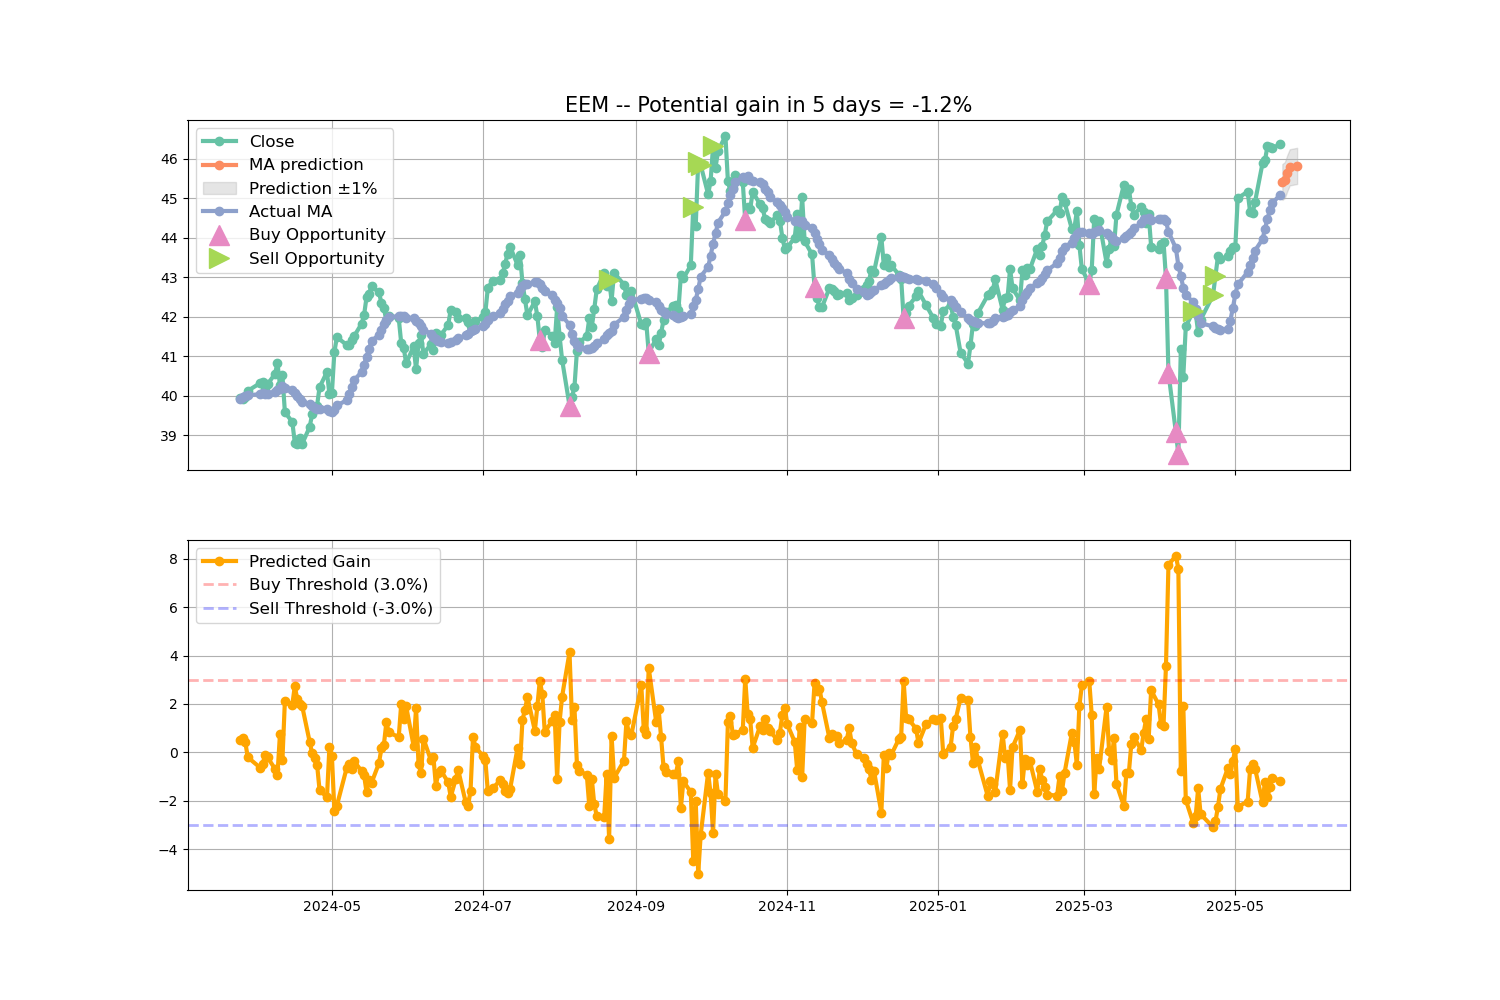 EEM -- Potential gain in 5 days = -1.2%
Close
MA prediction
Prediction ±1%
Actual MA
Buy Opportunity
Sell Opportunity
46
45
44
43
42
41
40
39
Predicted Gain
Buy Threshold (3.0%)
Sell Threshold (-3.0%)
8
6
4
2
0
−2
−4
2024-05 2024-07 2024-09 2024-11 2025-01 2025-03 2025-05